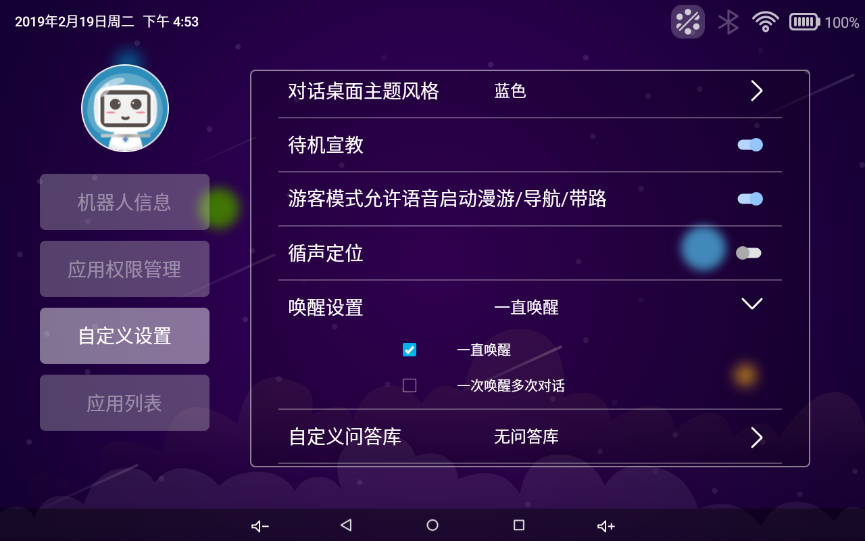 2019年2月19日周二 下午 4:53
100%
机器人信息
应用权限管理
自定义设置
应用列表
对话桌面主题风格 蓝色
待机宣教
游客模式允许语音启动漫游/导航/带路
循声定位
唤醒设置 一直唤醒
一直唤醒
一次唤醒多次对话
自定义问答库 无问答库